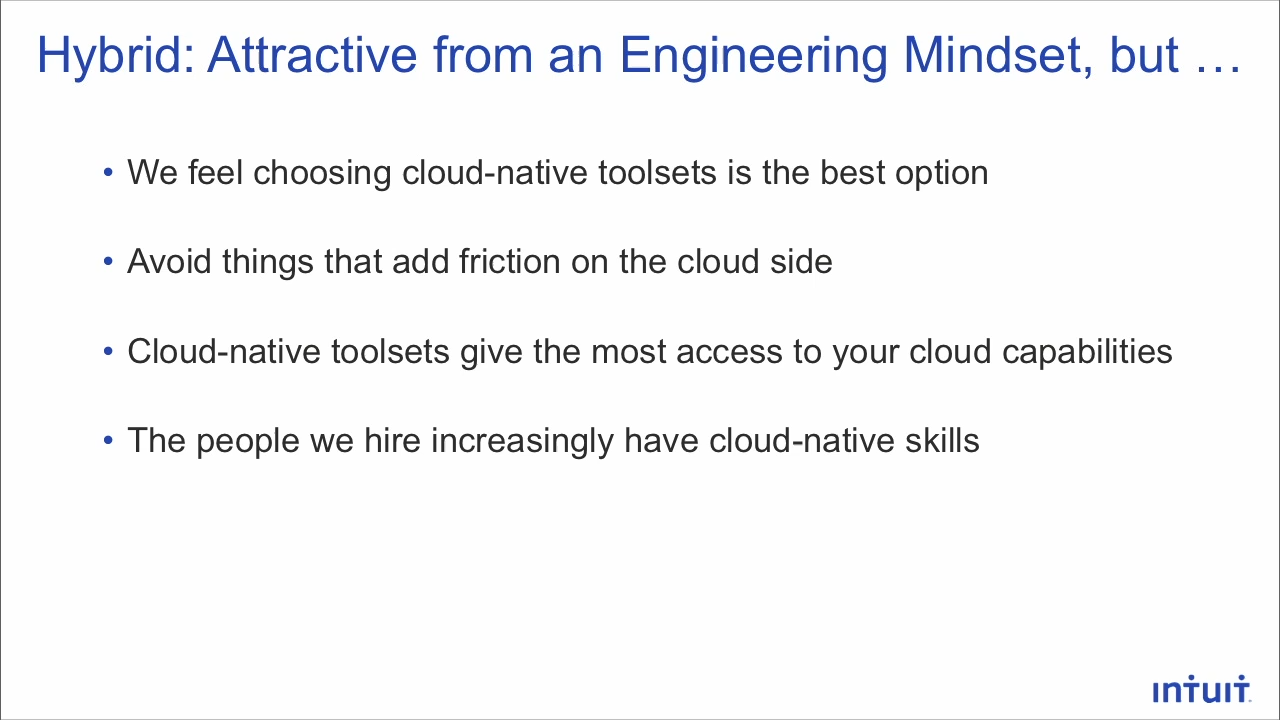 Hybrid: Attractive from an Engineering Mindset, but …
• We feel choosing cloud-native toolsets is the best option
• Avoid things that add friction on the cloud side
• Cloud-native toolsets give the most access to your cloud capabilities
• The people we hire increasingly have cloud-native skills
intuit